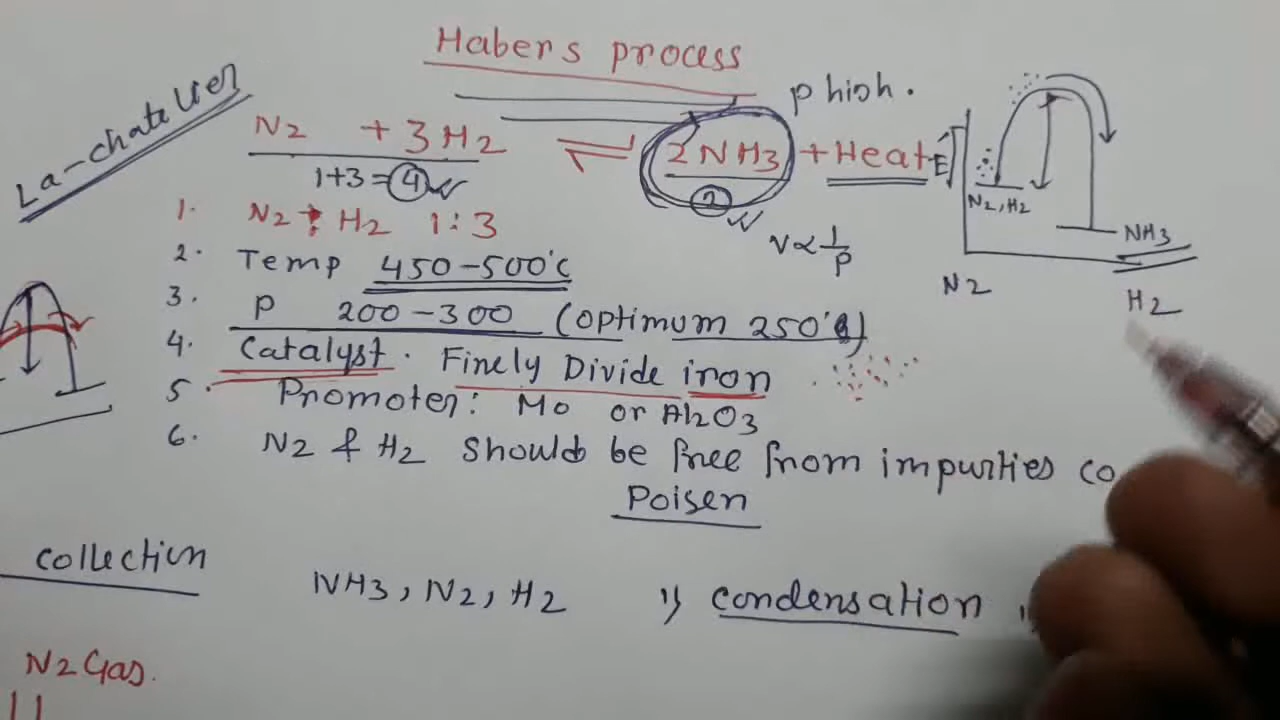 Habers process
La-chateLier
P high.
N2 + 3H2 ⇌ 2NH3 + Heat
1+3=4
2
V∝1/P
E
N2, H2
NH3
N2
H2
1. N2 : H2 1:3
2. Temp 450-500°C
3. P 200-300 (optimum 250
4. Catalyst. Finely Divide iron
5. Promoter: Mo or Al2O3
6. N2 & H2 should be free from impurties co
Poisen
collection
NH3, N2, H2 1) condensation
N2 Gas.